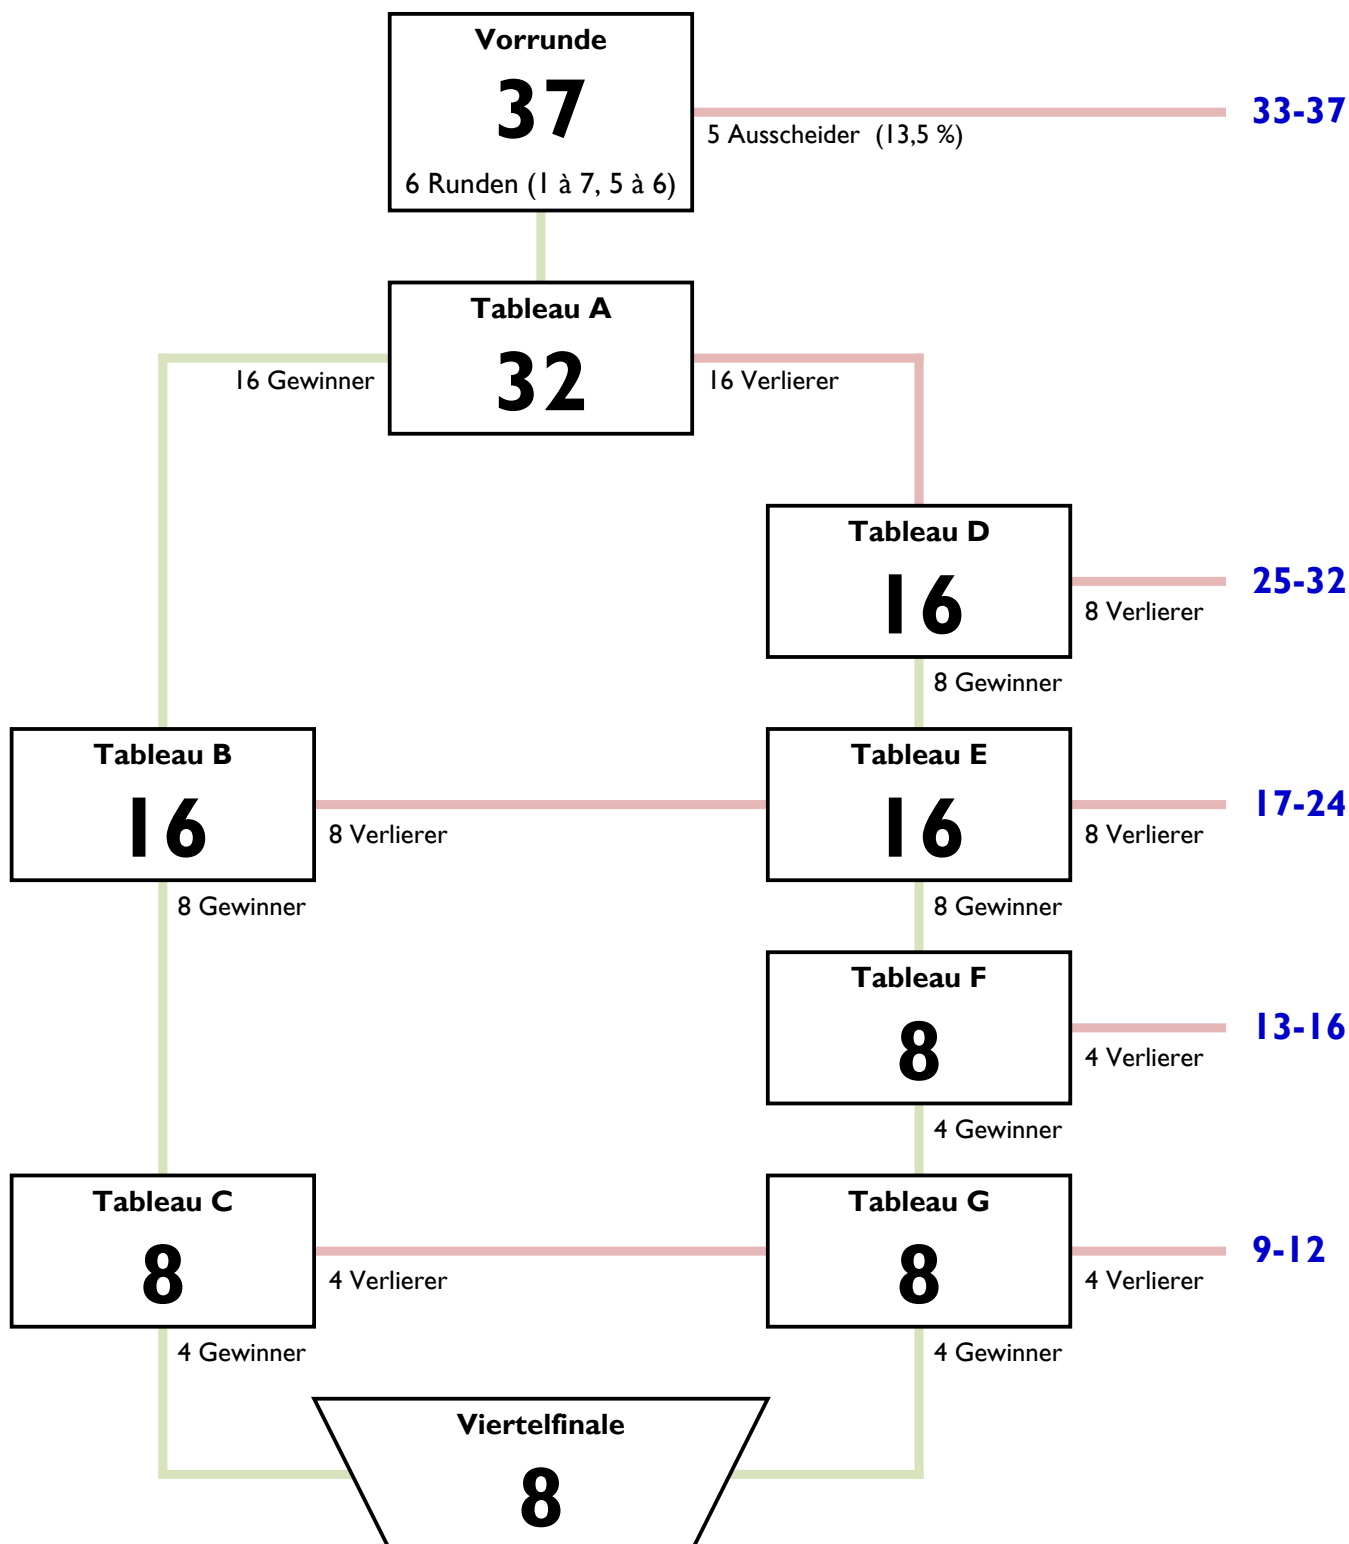 Vorrunde
37
6 Runden (1 à 7, 5 à 6)
5 Ausscheider (13,5 %)
33-37
Tableau A
32
16 Gewinner
16 Verlierer
Tableau D
16
8 Verlierer
25-32
8 Gewinner
Tableau B
16
8 Verlierer
8 Gewinner
Tableau E
16
8 Verlierer
17-24
8 Gewinner
Tableau F
8
4 Verlierer
13-16
4 Gewinner
Tableau C
8
4 Verlierer
4 Gewinner
Tableau G
8
4 Verlierer
9-12
4 Gewinner
Viertelfinale
8